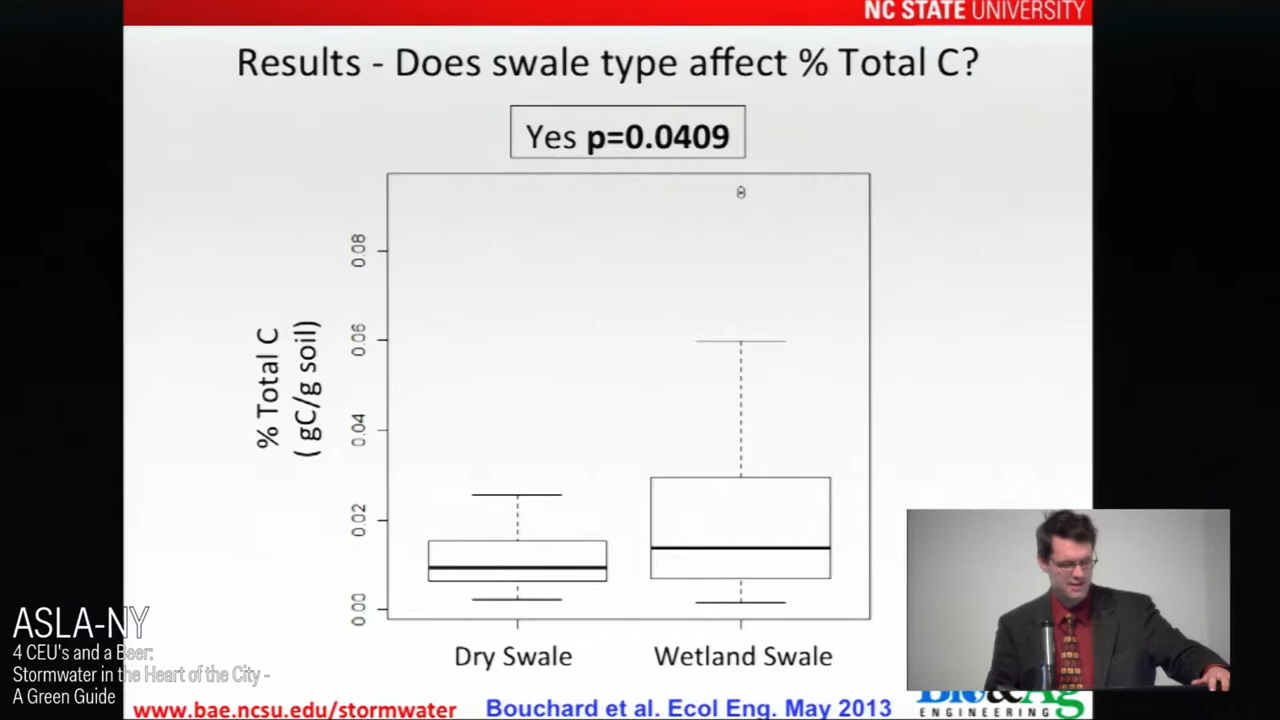 NC STATE UNIVERSITY
Results - Does swale type affect % Total C?
Yes p=0.0409
% Total C
( gC/g soil)
0.08
0.06
0.04
0.02
0.00
Dry Swale
Wetland Swale
ASLA-NY
4 CEU's and a Beer:
Stormwater in the Heart of the City -
A Green Guide
www.bae.ncsu.edu/stormwater
Bouchard et al. Ecol Eng. May 2013
Bio&Ag
ENGINEERING